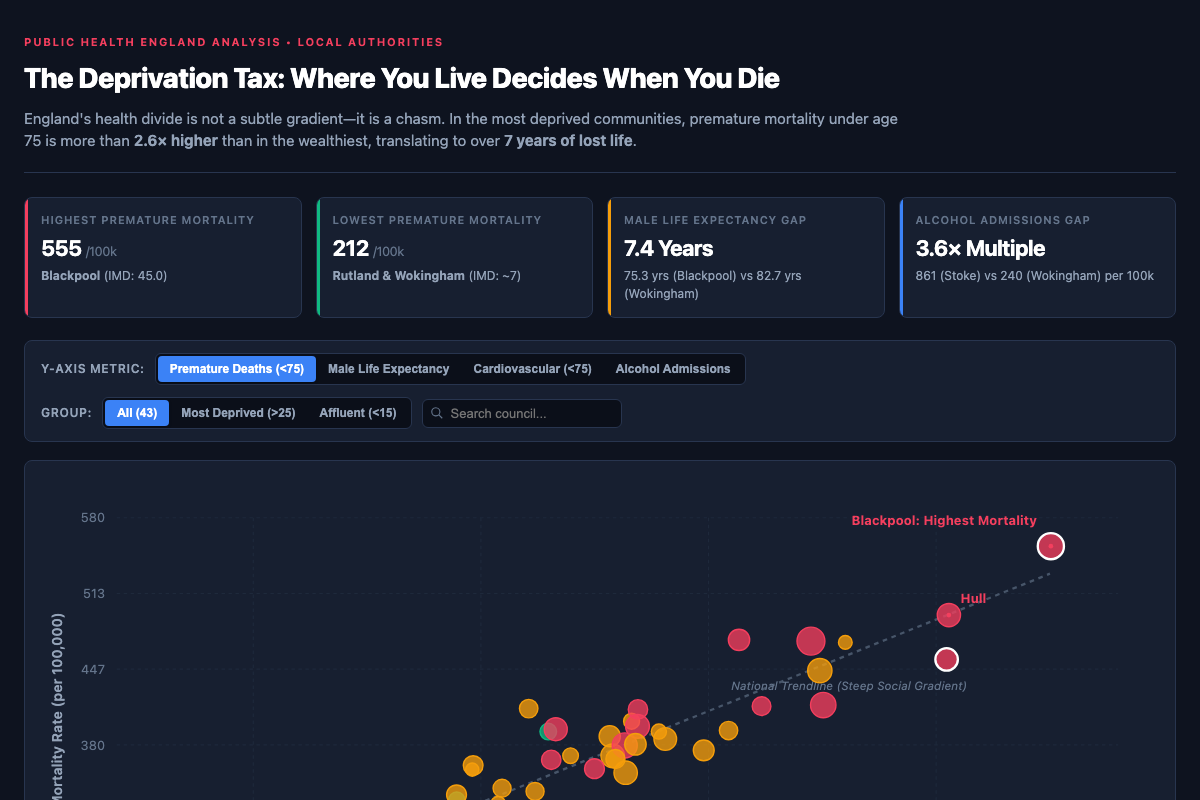 PUBLIC HEALTH ENGLAND ANALYSIS • LOCAL AUTHORITIES
The Deprivation Tax: Where You Live Decides When You Die
England's health divide is not a subtle gradient—it is a chasm. In the most deprived communities, premature mortality under age
75 is more than 2.6× higher than in the wealthiest, translating to over 7 years of lost life.
HIGHEST PREMATURE MORTALITY
555 /100k
Blackpool (IMD: 45.0)
LOWEST PREMATURE MORTALITY
212 /100k
Rutland & Wokingham (IMD: ~7)
MALE LIFE EXPECTANCY GAP
7.4 Years
75.3 yrs (Blackpool) vs 82.7 yrs
(Wokingham)
ALCOHOL ADMISSIONS GAP
3.6× Multiple
861 (Stoke) vs 240 (Wokingham) per 100k
Y-AXIS METRIC:
Premature Deaths (<75)
Male Life Expectancy
Cardiovascular (<75)
Alcohol Admissions
GROUP:
All (43)
Most Deprived (>25)
Affluent (<15)
Search council...
580
Blackpool: Highest Mortality
513
Hull
447
National Trendline (Steep Social Gradient)
380
Mortality Rate (per 100,000)